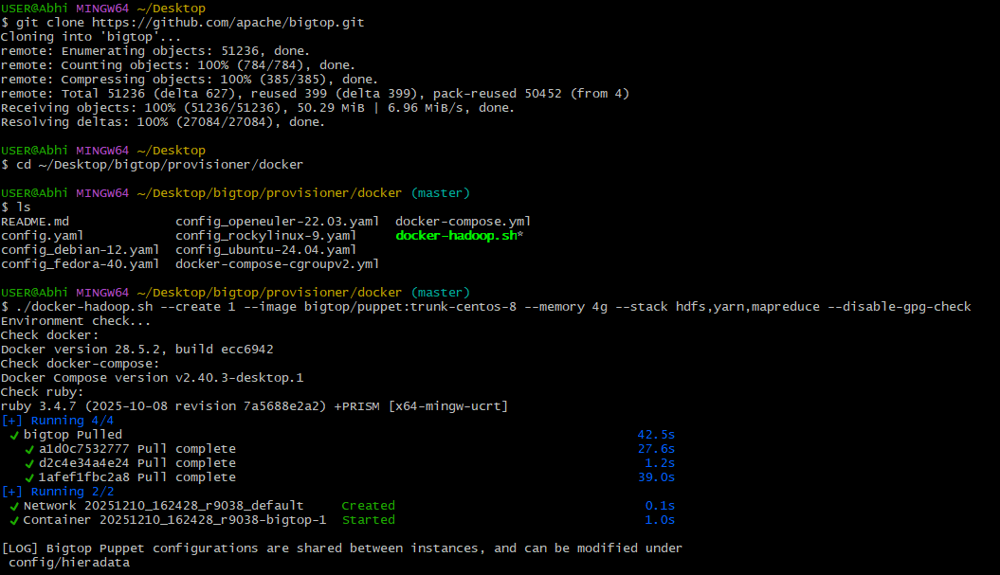 USER@Abhi MINGW64 ~/Desktop
$ git clone https://github.com/apache/bigtop.git
Cloning into 'bigtop'...
remote: Enumerating objects: 51236, done.
remote: Counting objects: 100% (784/784), done.
remote: Compressing objects: 100% (385/385), done.
remote: Total 51236 (delta 627), reused 399 (delta 399), pack-reused 50452 (from 4)
Receiving objects: 100% (51236/51236), 50.29 MiB | 6.96 MiB/s, done.
Resolving deltas: 100% (27084/27084), done.
USER@Abhi MINGW64 ~/Desktop
$ cd ~/Desktop/bigtop/provisioner/docker
USER@Abhi MINGW64 ~/Desktop/bigtop/provisioner/docker (master)
$ ls
README.md config_openeuler-22.03.yaml docker-compose.yml
config.yaml config_rockylinux-9.yaml docker-hadoop.sh*
config_debian-12.yaml config_ubuntu-24.04.yaml
config_fedora-40.yaml docker-compose-cgroupv2.yml
USER@Abhi MINGW64 ~/Desktop/bigtop/provisioner/docker (master)
$ ./docker-hadoop.sh --create 1 --image bigtop/puppet:trunk-centos-8 --memory 4g --stack hdfs,yarn,mapreduce --disable-gpg-check
Environment check...
Check docker:
Docker version 28.5.2, build ecc6942
Check docker-compose:
Docker Compose version v2.40.3-desktop.1
Check ruby:
ruby 3.4.7 (2025-10-08 revision 7a5688e2a2) +PRISM [x64-mingw-ucrt]
[+] Running 4/4
✔ bigtop Pulled 42.5s
✔ a1d0c7532777 Pull complete 27.6s
✔ d2c4e34a4e24 Pull complete 1.2s
✔ 1afef1fbc2a8 Pull complete 39.0s
[+] Running 2/2
✔ Network 20251210_162428_r9038_default Created 0.1s
✔ Container 20251210_162428_r9038-bigtop-1 Started 1.0s
[LOG] Bigtop Puppet configurations are shared between instances, and can be modified under
config/hieradata